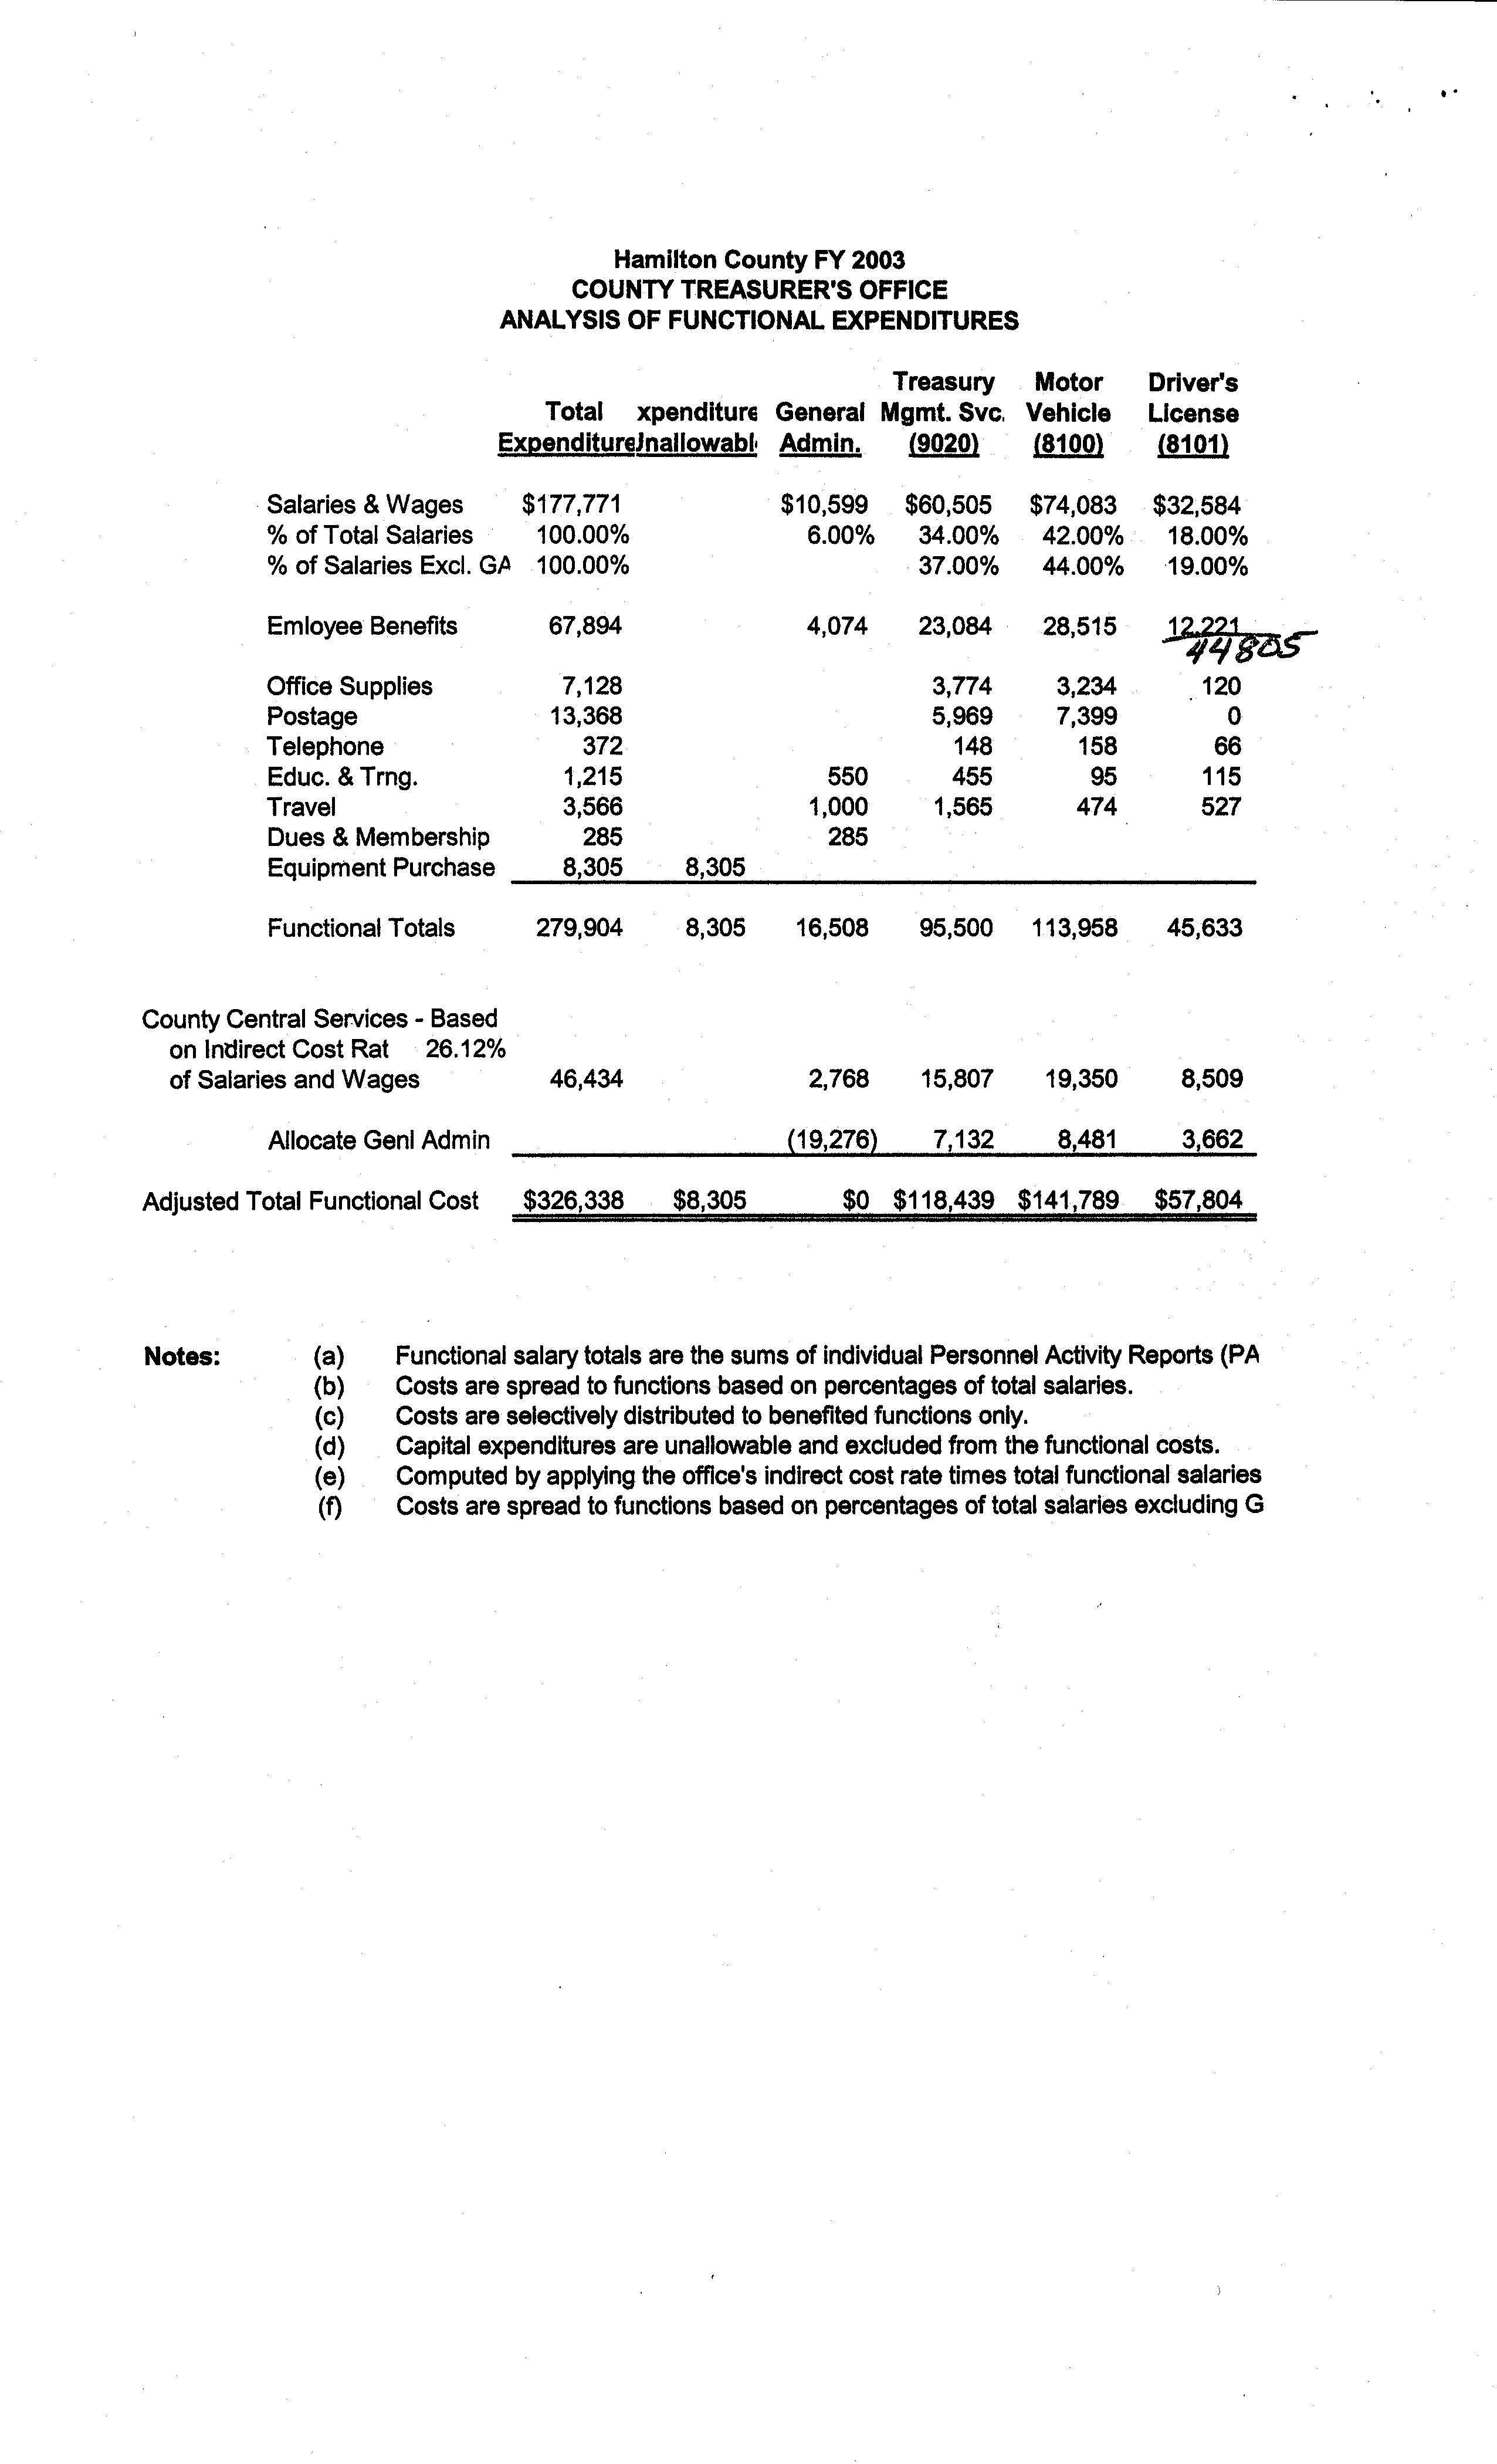 Hamilton County FY 2003
COUNTY TREASURER'S OFFICE
ANALYSIS OF FUNCTIONAL EXPENDITURES
Treasury Motor Driver's
Total xpenditure General Mgmt. Svc. Vehicle License
Expenditure Jnallowabl Admin. (9020) (8100) (8101)
Salaries & Wages $177,771 $10,599 $60,505 $74,083 $32,584
% of Total Salaries 100.00% 6.00% 34.00% 42.00% 18.00%
% of Salaries Excl. GA 100.00% 37.00% 44.00% 19.00%
Emloyee Benefits 67,894 4,074 23,084 28,515 12,221
44805
Office Supplies 7,128 3,774 3,234 120
Postage 13,368 5,969 7,399 0
Telephone 372 148 158 66
Educ. & Trng. 1,215 550 455 95 115
Travel 3,566 1,000 1,565 474 527
Dues & Membership 285 285
Equipment Purchase 8,305 8,305
Functional Totals 279,904 8,305 16,508 95,500 113,958 45,633
County Central Services - Based
on Indirect Cost Rat 26.12%
of Salaries and Wages 46,434 2,768 15,807 19,350 8,509
Allocate Genl Admin (19,276) 7,132 8,481 3,662
Adjusted Total Functional Cost $326,338 $8,305 $0 $118,439 $141,789 $57,804
Notes: (a) Functional salary totals are the sums of individual Personnel Activity Reports (PA
(b) Costs are spread to functions based on percentages of total salaries.
(c) Costs are selectively distributed to benefited functions only.
(d) Capital expenditures are unallowable and excluded from the functional costs.
(e) Computed by applying the office's indirect cost rate times total functional salaries
(f) Costs are spread to functions based on percentages of total salaries excluding G